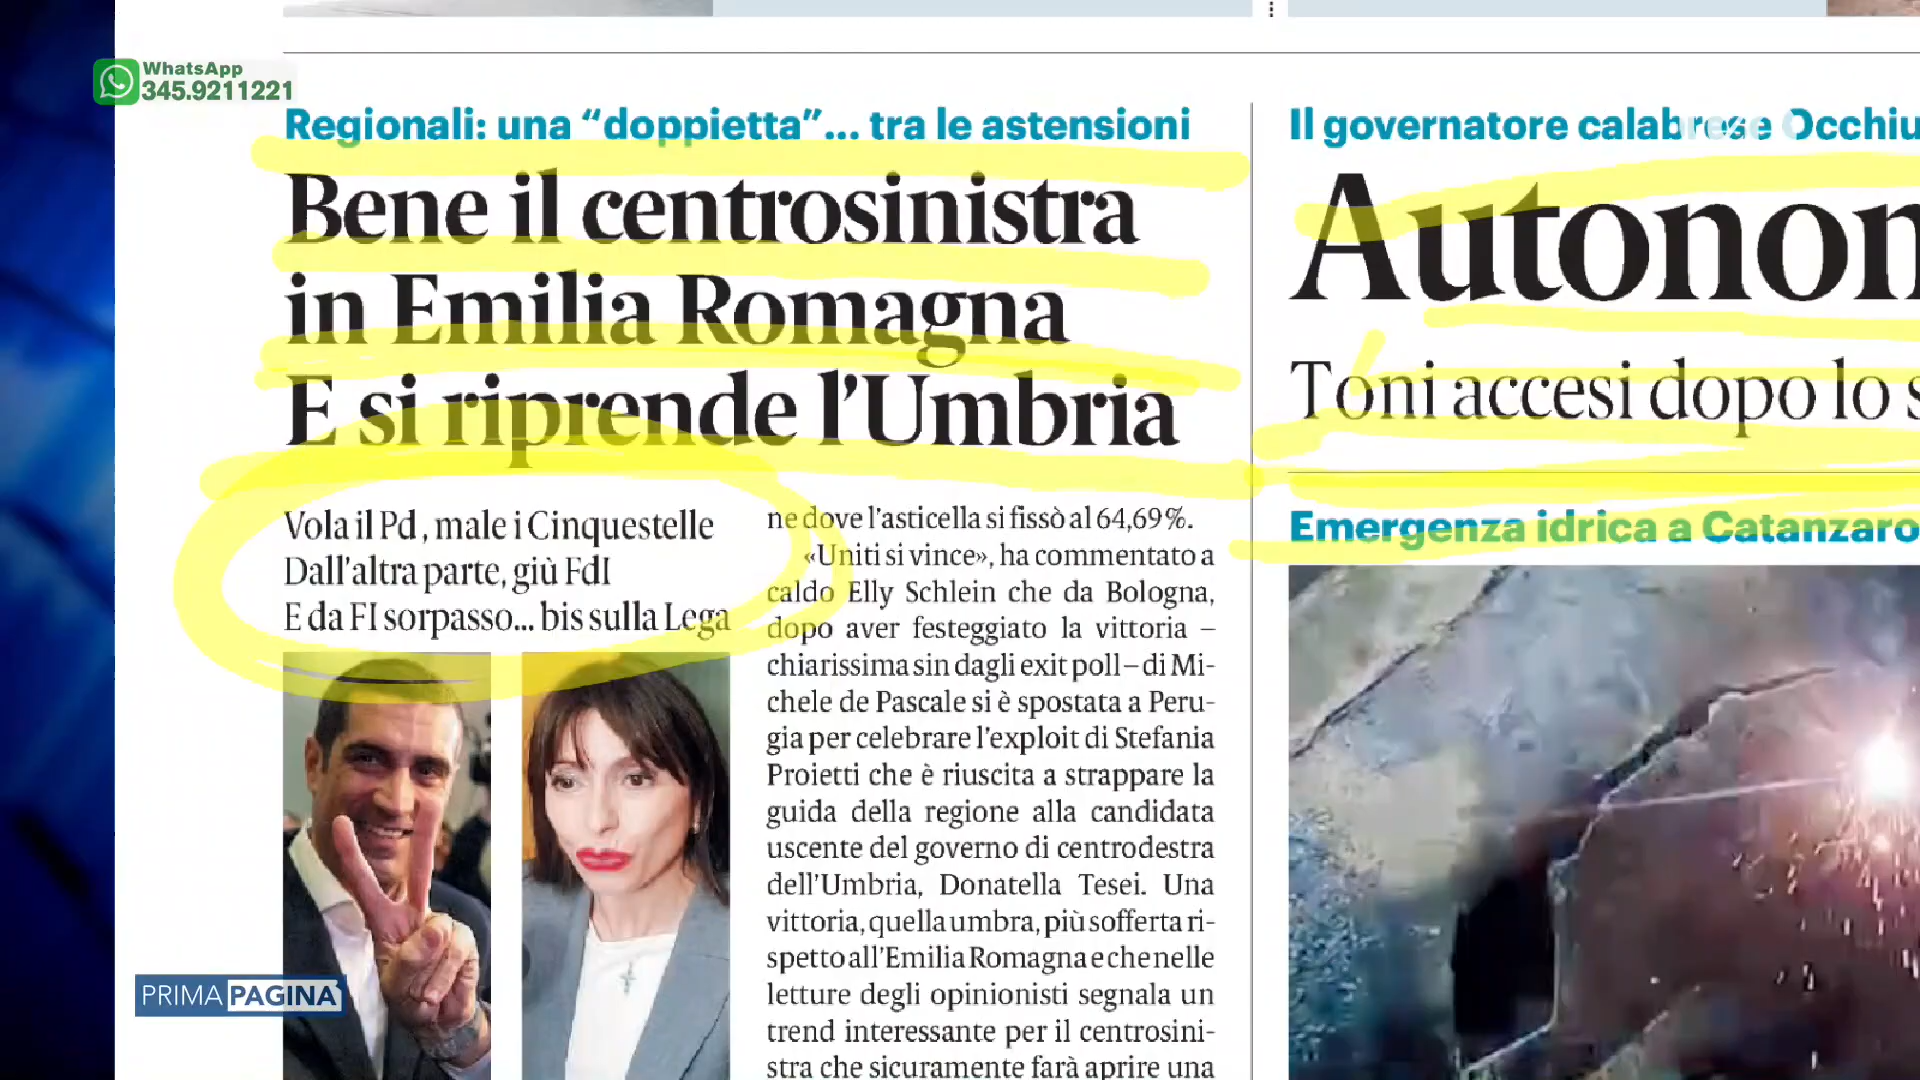 WhatsApp
345.9211221
Regionali: una “doppietta”... tra le astensioni
Bene il centrosinistra
in Emilia Romagna
E si riprende l’Umbria
Vola il Pd, male i Cinquestelle
Dall’altra parte, giù FdI
E da FI sorpasso... bis sulla Lega
ne dove l’asticella si fissò al 64,69%.
«Uniti si vince», ha commentato a
caldo Elly Schlein che da Bologna,
dopo aver festeggiato la vittoria –
chiarissima sin dagli exit poll – di Mi-
chele de Pascale si è spostata a Peru-
gia per celebrare l’exploit di Stefania
Proietti che è riuscita a strappare la
guida della regione alla candidata
uscente del governo di centrodestra
dell’Umbria, Donatella Tesei. Una
vittoria, quella umbra, più sofferta ri-
spetto all’Emilia Romagna e che nelle
letture degli opinionisti segnala un
trend interessante per il centrosini-
stra che sicuramente farà aprire una
Il governatore calabrese Occhiu
Autonom
Toni accesi dopo lo s
Emergenza idrica a Catanzaro
PRIMA PAGINA